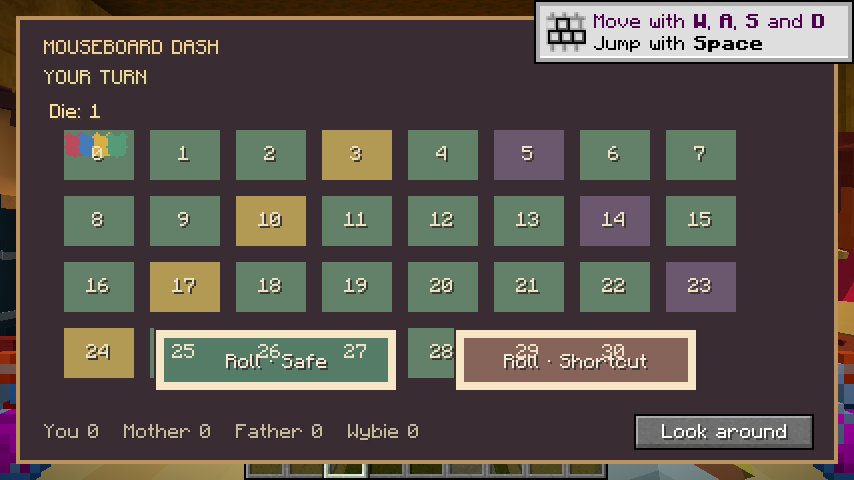 Move with W, A, S and D
Jump with Space
MOUSEBOARD DASH
YOUR TURN
Die: 1
0 1 2 3 4 5 6 7
8 9 10 11 12 13 14 15
16 17 18 19 20 21 22 23
24 25 26 27 28 29 30
Roll · Safe Roll · Shortcut
You 0 Mother 0 Father 0 Wybie 0 Look around